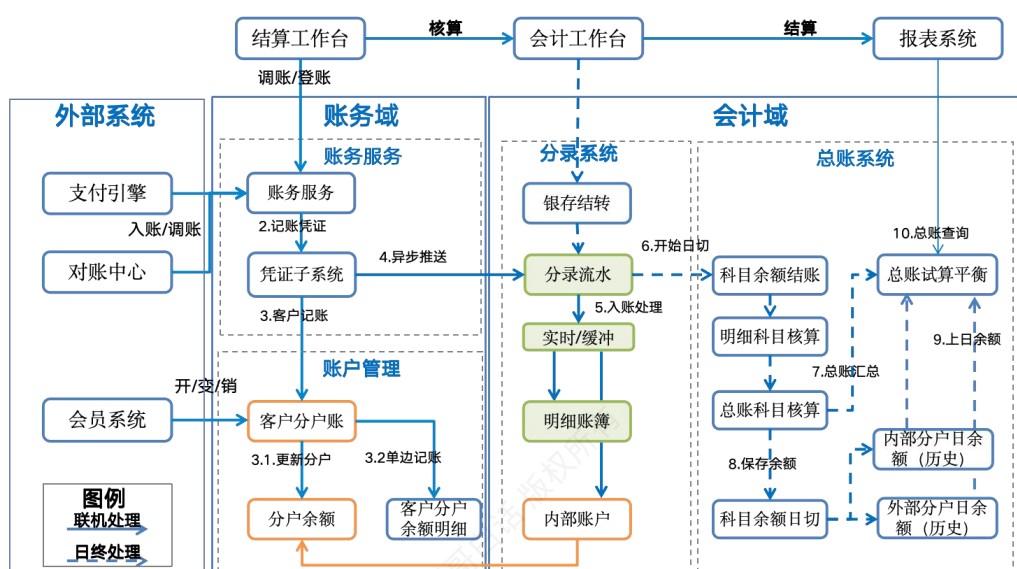 结算工作台
核算
会计工作台
结算
报表系统
调账/登账
外部系统
账务域
会计域
账务服务
分录系统
总账系统
支付引擎
账务服务
银存结转
入账/调账
2.记账凭证
10.总账查询
对账中心
凭证子系统
4.异步推送
分录流水
6.开始日切
科目余额结账
总账试算平衡
3.客户记账
5.入账处理
实时/缓冲
明细科目核算
9.上日余额
账户管理
7.总账汇总
开/变/销
会员系统
客户分户账
明细账簿
总账科目核算
3.1.更新分户
3.2单边记账
8.保存余额
内部分户日余
额（历史）
图例
联机处理
日终处理
分户余额
客户分户
余额明细
内部账户
科目余额日切
外部分户日余
额（历史）